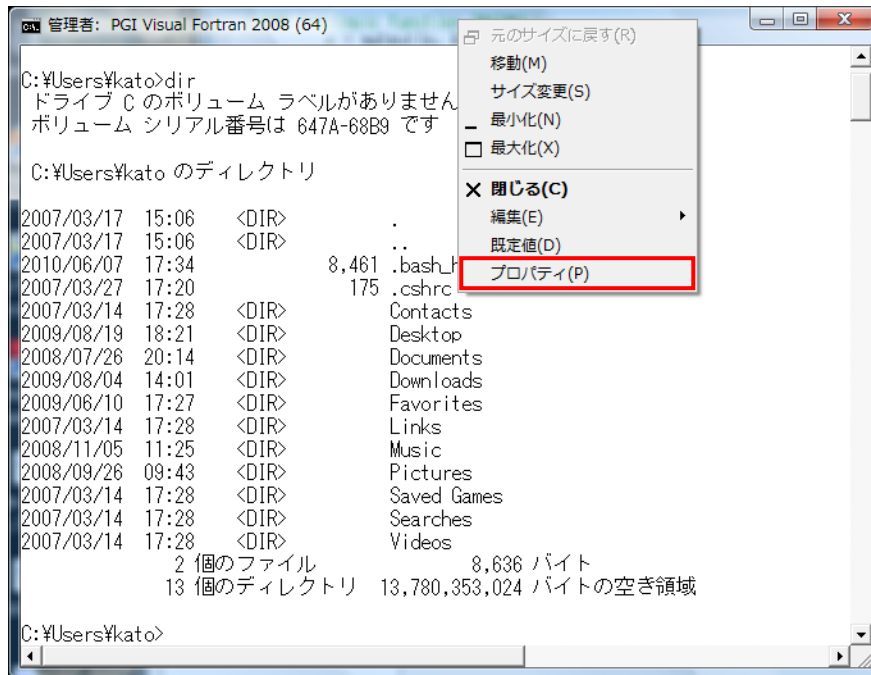 管理者: PGI Visual Fortran 2008 (64)
C:¥Users¥kato>dir
ドライブ C のボリューム ラベルがありません
ボリューム シリアル番号は 647A-68B9 です
C:¥Users¥kato のディレクトリ
2007/03/17 15:06 <DIR> .
2007/03/17 15:06 <DIR> ..
2010/06/07 17:34 8,461 .bash_h
2007/03/27 17:20 175 .cshrc
2007/03/14 17:28 <DIR> Contacts
2009/08/19 18:21 <DIR> Desktop
2008/07/26 20:14 <DIR> Documents
2009/08/04 14:01 <DIR> Downloads
2009/06/10 17:27 <DIR> Favorites
2007/03/14 17:28 <DIR> Links
2008/11/05 11:25 <DIR> Music
2008/09/26 09:43 <DIR> Pictures
2007/03/14 17:28 <DIR> Saved Games
2007/03/14 17:28 <DIR> Searches
2007/03/14 17:28 <DIR> Videos
2 個のファイル 8,636 バイト
13 個のディレクトリ 13,780,353,024 バイトの空き領域
C:¥Users¥kato>
元のサイズに戻す(R)
移動(M)
サイズ変更(S)
最小化(N)
最大化(X)
閉じる(C)
編集(E)
既定値(D)
プロパティ(P)